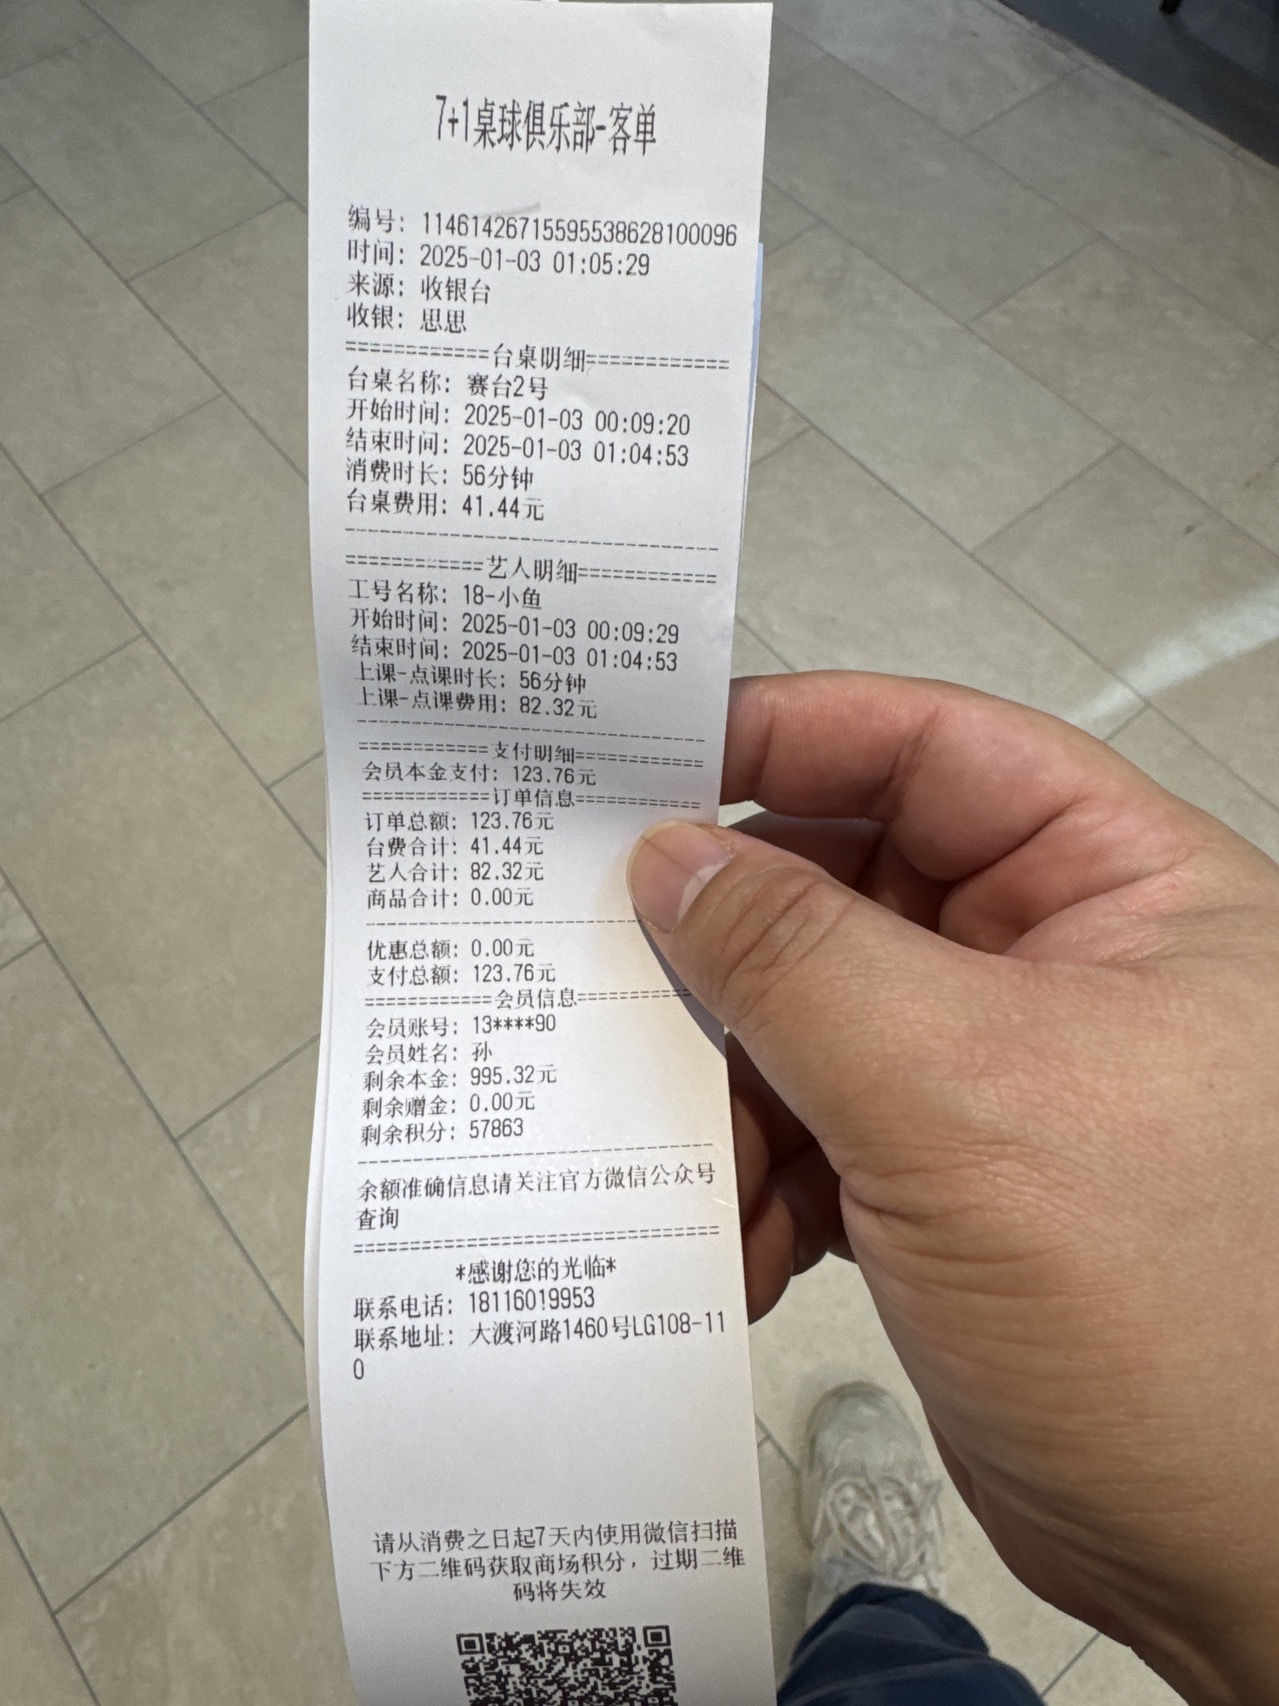 7+1桌球俱乐部-客单
编号: 11461426715595538628100096
时间: 2025-01-03 01:05:29
来源: 收银台
收银: 思思
============台桌明细============
台桌名称: 赛台2号
开始时间: 2025-01-03 00:09:20
结束时间: 2025-01-03 01:04:53
消费时长: 56分钟
台桌费用: 41.44元
--------------------------------
============艺人明细============
工号名称: 18-小鱼
开始时间: 2025-01-03 00:09:29
结束时间: 2025-01-03 01:04:53
上课-点课时长: 56分钟
上课-点课费用: 82.32元
--------------------------------
============支付明细============
会员本金支付: 123.76元
============订单信息============
订单总额: 123.76元
台费合计: 41.44元
艺人合计: 82.32元
商品合计: 0.00元
--------------------------------
优惠总额: 0.00元
支付总额: 123.76元
============会员信息============
会员账号: 13****90
会员姓名: 孙
剩余本金: 995.32元
剩余赠金: 0.00元
剩余积分: 57863
--------------------------------
余额准确信息请关注官方微信公众号
查询
================================
*感谢您的光临*
联系电话: 18116019953
联系地址: 大渡河路1460号LG108-11
0
请从消费之日起7天内使用微信扫描
下方二维码获取商场积分，过期二维
码将失效